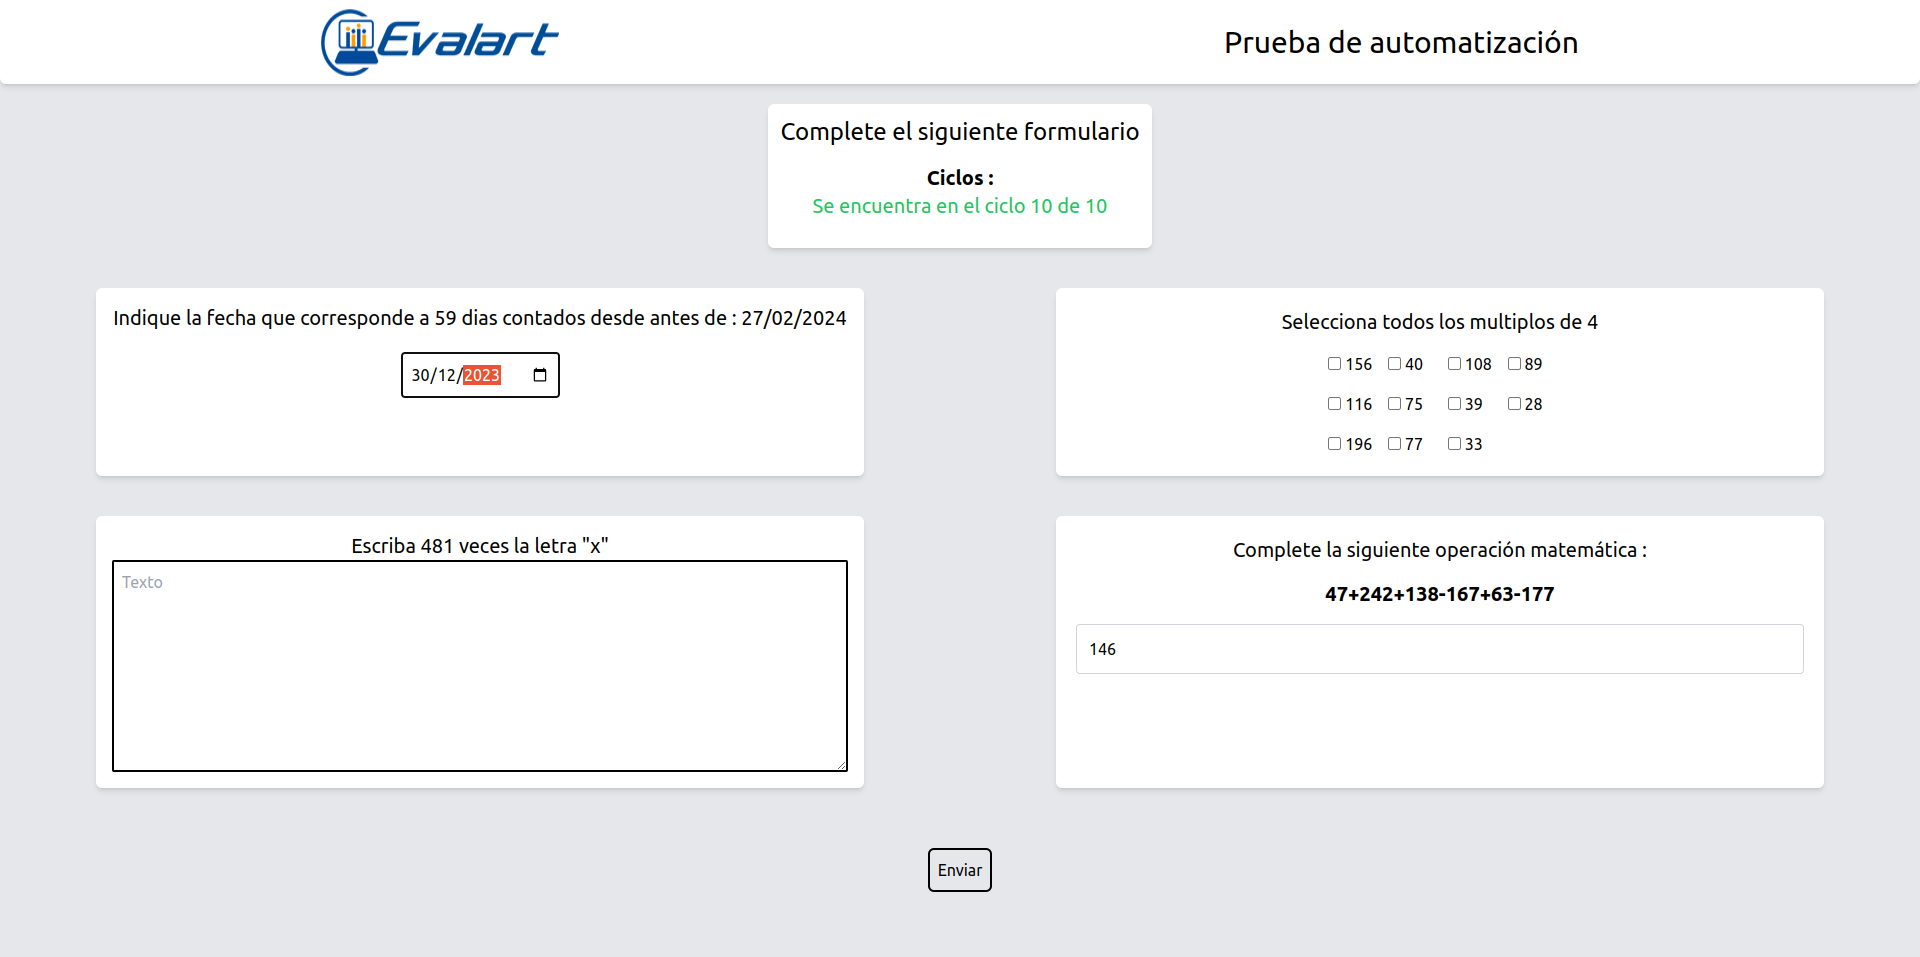 Evalart
Prueba de automatización
Complete el siguiente formulario
Ciclos :
Se encuentra en el ciclo 10 de 10
Indique la fecha que corresponde a 59 dias contados desde antes de : 27/02/2024
30/12/2023
Selecciona todos los multiplos de 4
156 40 108 89
116 75 39 28
196 77 33
Escriba 481 veces la letra "x"
Texto
Complete la siguiente operación matemática :
47+242+138-167+63-177
146
Enviar